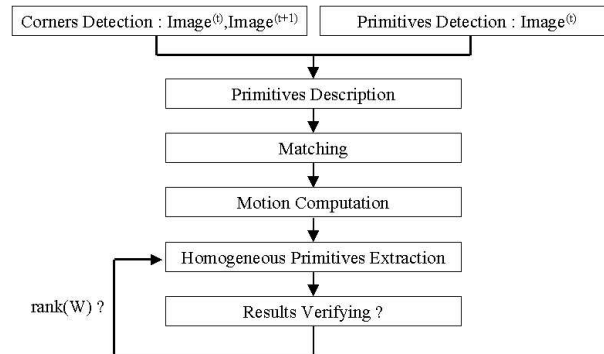 Corners Detection : Image⁽ᵗ⁾,Image⁽ᵗ⁺¹⁾
Primitives Detection : Image⁽ᵗ⁾
Primitives Description
Matching
Motion Computation
Homogeneous Primitives Extraction
rank(W) ?
Results Verifying ?